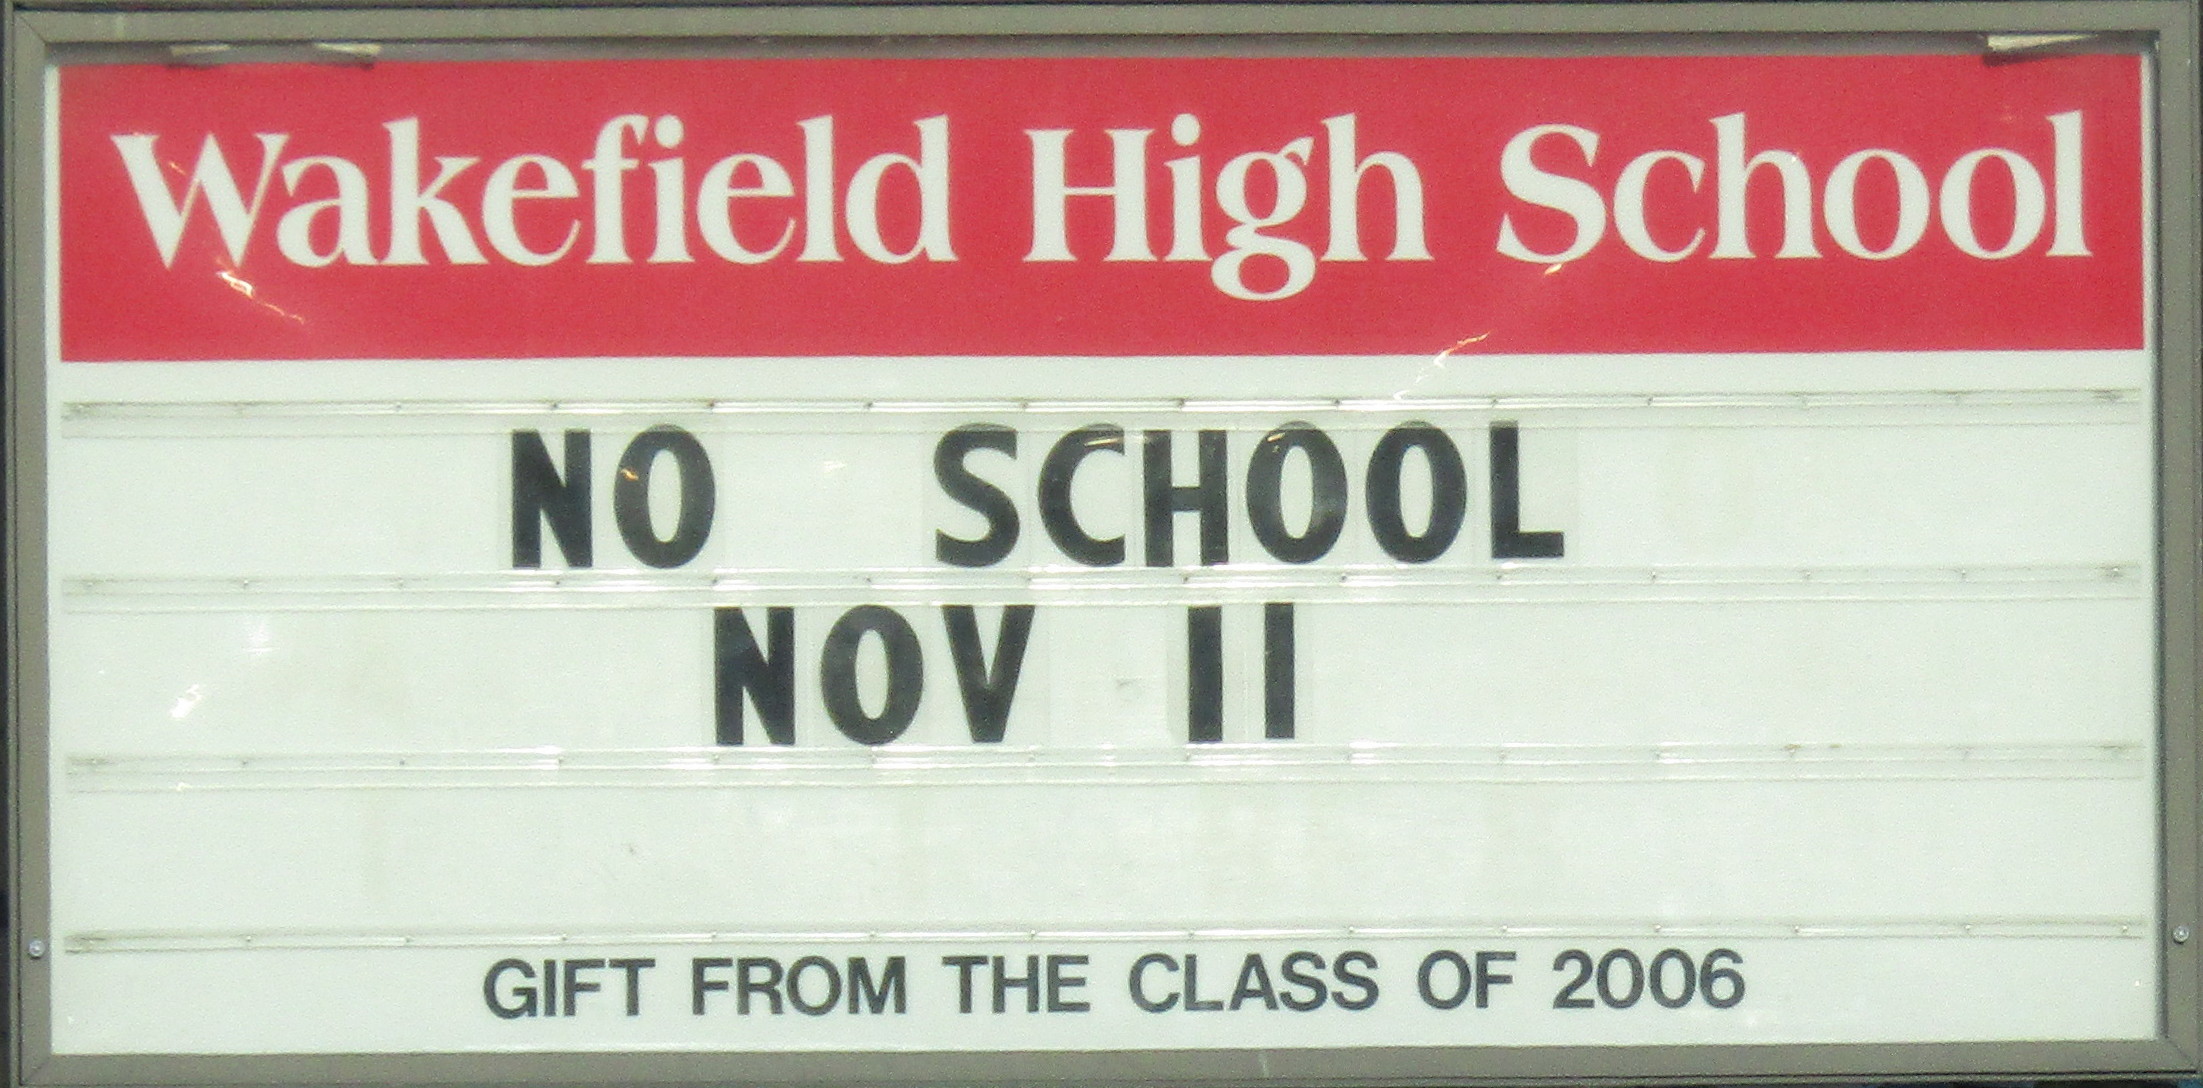 Wakefield High School
NO SCHOOL
NOV 11
GIFT FROM THE CLASS OF 2006